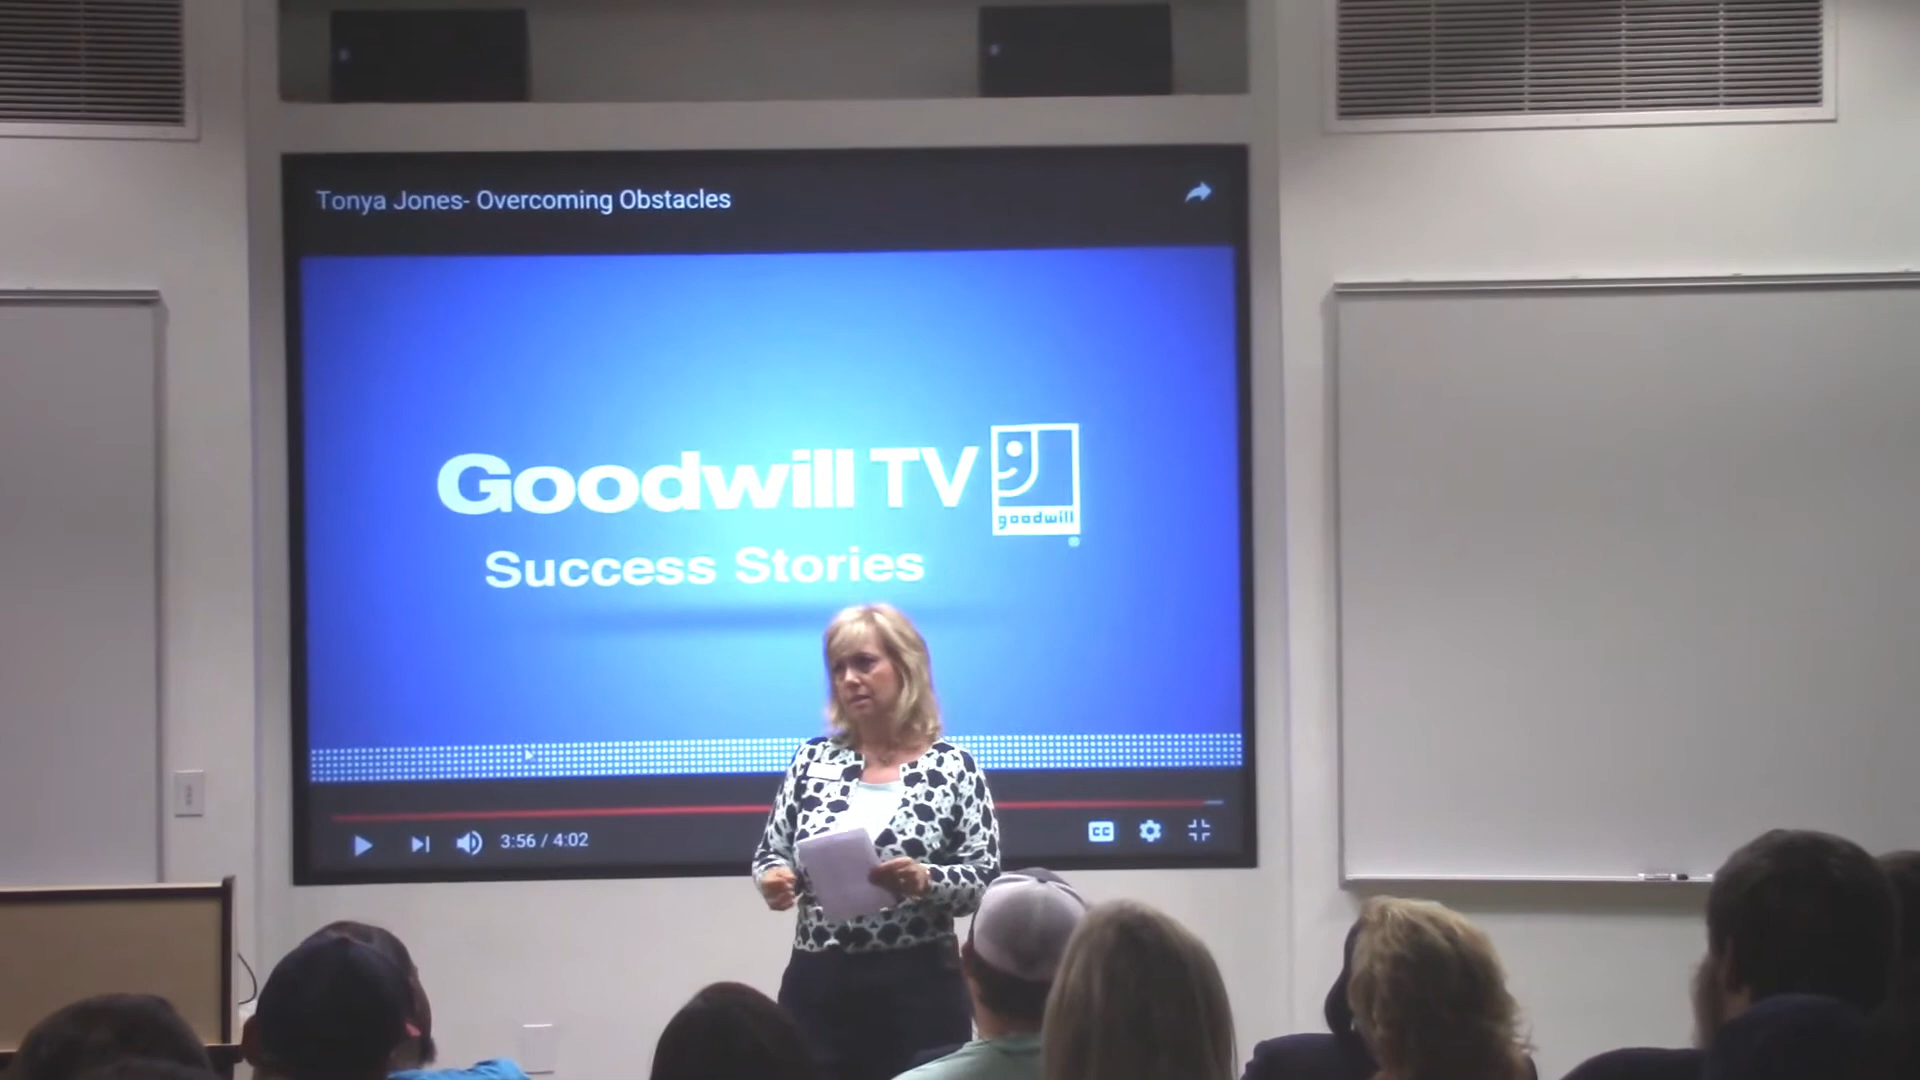 Tonya Jones- Overcoming Obstacles
Goodwill TV
goodwill
Success Stories
3:56 / 4:02
CC